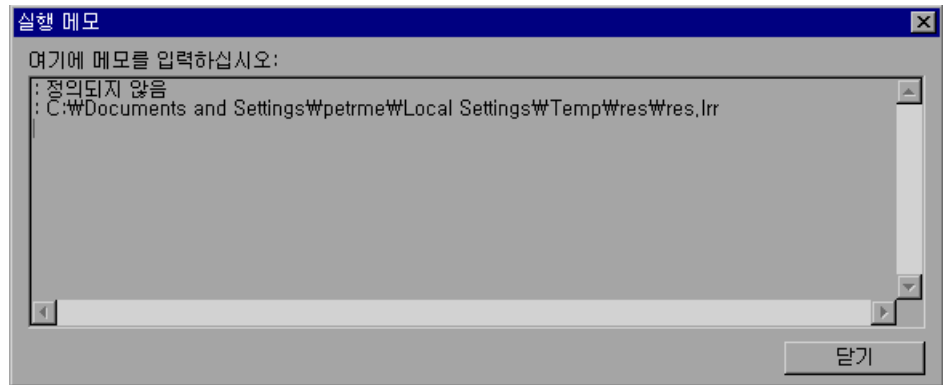 실행 메모
여기에 메모를 입력하십시오:
: 정의되지 않음
: C:₩Documents and Settings₩petrme₩Local Settings₩Temp₩res₩res.lrr
닫기